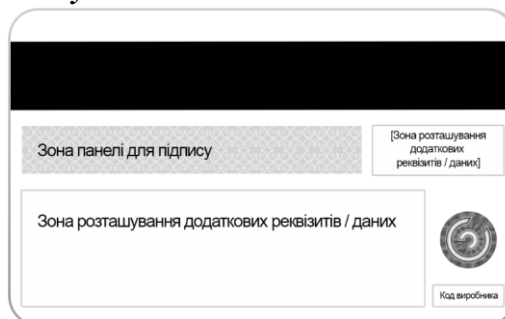 Зона панелі для підпису
[Зона розташування
додаткових
реквізитів / даних]
Зона розташування додаткових реквізитів / даних
Код виробника